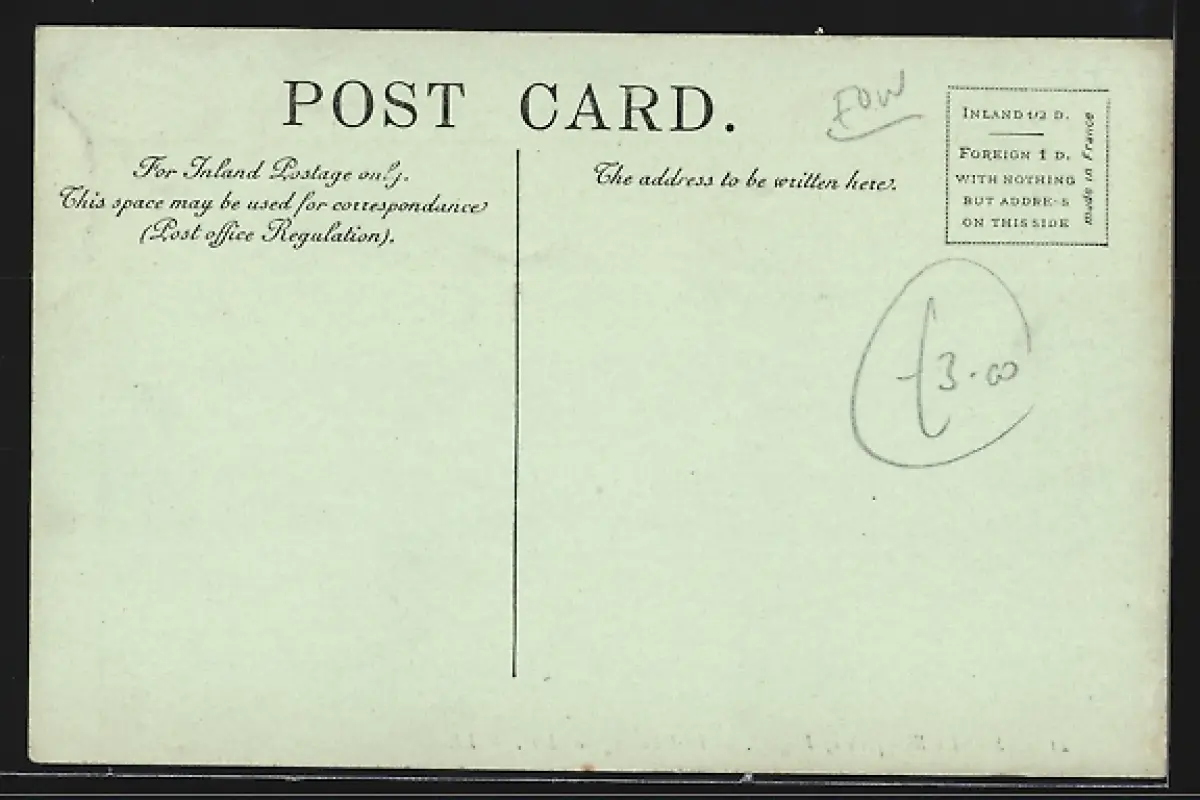 POST CARD.
For Inland Postage only.
This space may be used for correspondance
(Post office Regulation).
The address to be written here.
INLAND 1/2 D.
FOREIGN 1 D.
WITH NOTHING
BUT ADDRE-S
ON THIS SIDE
made in France
£3.00